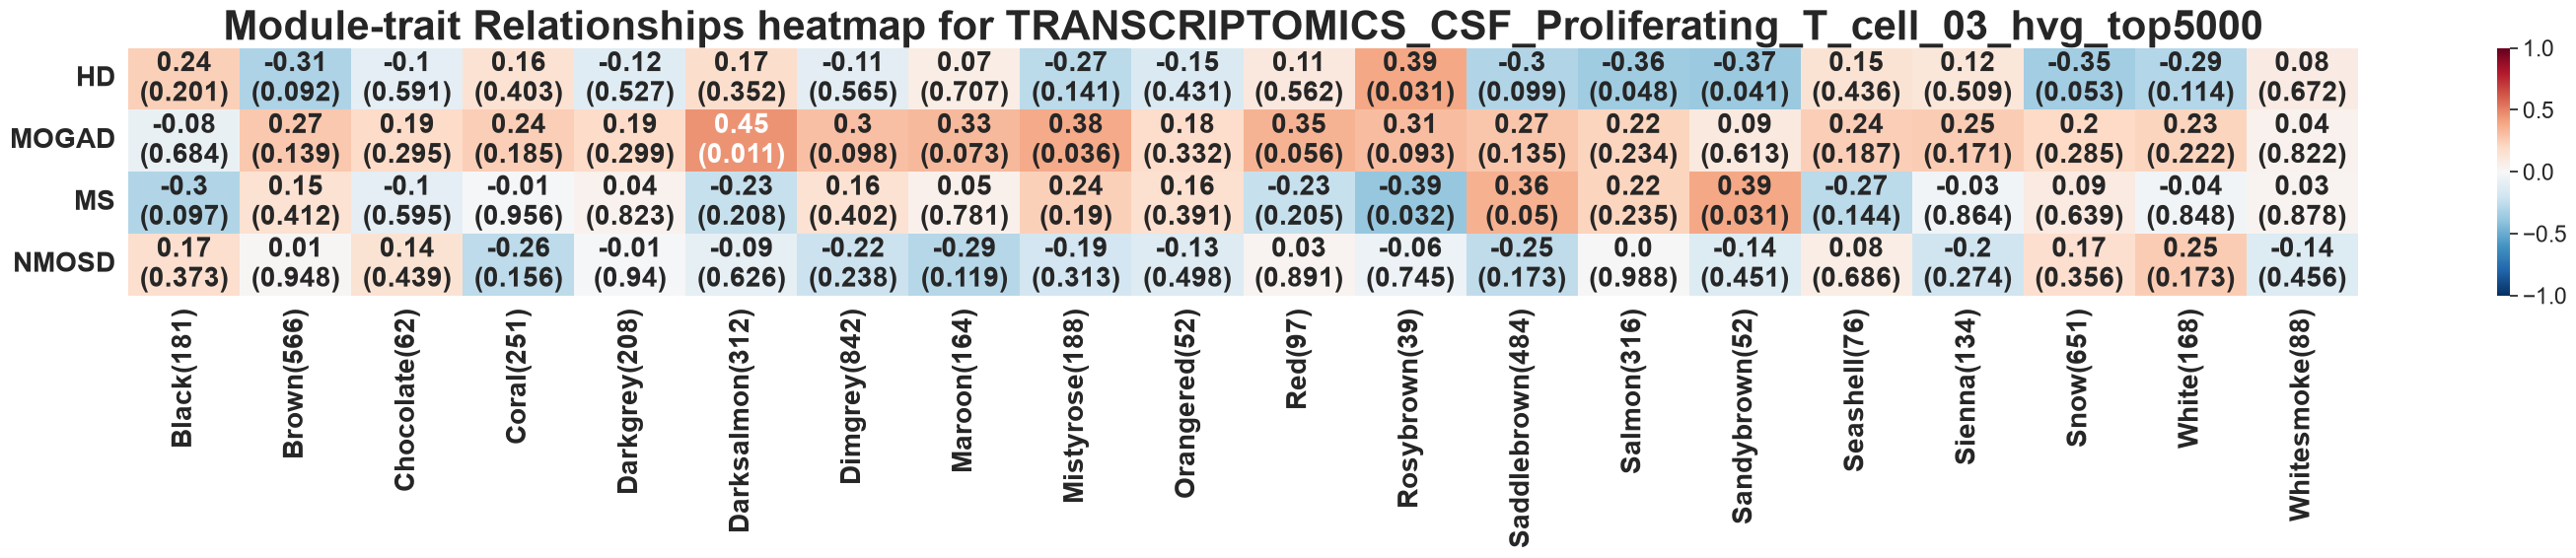 Module-trait Relationships heatmap for TRANSCRIPTOMICS_CSF_Proliferating_T_cell_03_hvg_top5000
HD 0.24 -0.31 -0.1 0.16 -0.12 0.17 -0.11 0.07 -0.27 -0.15 0.11 0.39 -0.3 -0.36 -0.37 0.15 0.12 -0.35 -0.29 0.08
(0.201) (0.092) (0.591) (0.403) (0.527) (0.352) (0.565) (0.707) (0.141) (0.431) (0.562) (0.031) (0.099) (0.048) (0.041) (0.436) (0.509) (0.053) (0.114) (0.672)
MOGAD -0.08 0.27 0.19 0.24 0.19 0.45 0.3 0.33 0.38 0.18 0.35 0.31 0.27 0.22 0.09 0.24 0.25 0.2 0.23 0.04
(0.684) (0.139) (0.295) (0.185) (0.299) (0.011) (0.098) (0.073) (0.036) (0.332) (0.056) (0.093) (0.135) (0.234) (0.613) (0.187) (0.171) (0.285) (0.222) (0.822)
MS -0.3 0.15 -0.1 -0.01 0.04 -0.23 0.16 0.05 0.24 0.16 -0.23 -0.39 0.36 0.22 0.39 -0.27 -0.03 0.09 -0.04 0.03
(0.097) (0.412) (0.595) (0.956) (0.823) (0.208) (0.402) (0.781) (0.19) (0.391) (0.205) (0.032) (0.05) (0.235) (0.031) (0.144) (0.864) (0.639) (0.848) (0.878)
NMOSD 0.17 0.01 0.14 -0.26 -0.01 -0.09 -0.22 -0.29 -0.19 -0.13 0.03 -0.06 -0.25 0.0 -0.14 0.08 -0.2 0.17 0.25 -0.14
(0.373) (0.948) (0.439) (0.156) (0.94) (0.626) (0.238) (0.119) (0.313) (0.498) (0.891) (0.745) (0.173) (0.988) (0.451) (0.686) (0.274) (0.356) (0.173) (0.456)
Black(181)
Brown(566)
Chocolate(62)
Coral(251)
Darkgrey(208)
Darksalmon(312)
Dimgrey(842)
Maroon(164)
Mistyrose(188)
Orangered(52)
Red(97)
Rosybrown(39)
Saddlebrown(484)
Salmon(316)
Sandybrown(52)
Seashell(76)
Sienna(134)
Snow(651)
White(168)
Whitesmoke(88)
1.0
0.5
0.0
−0.5
−1.0